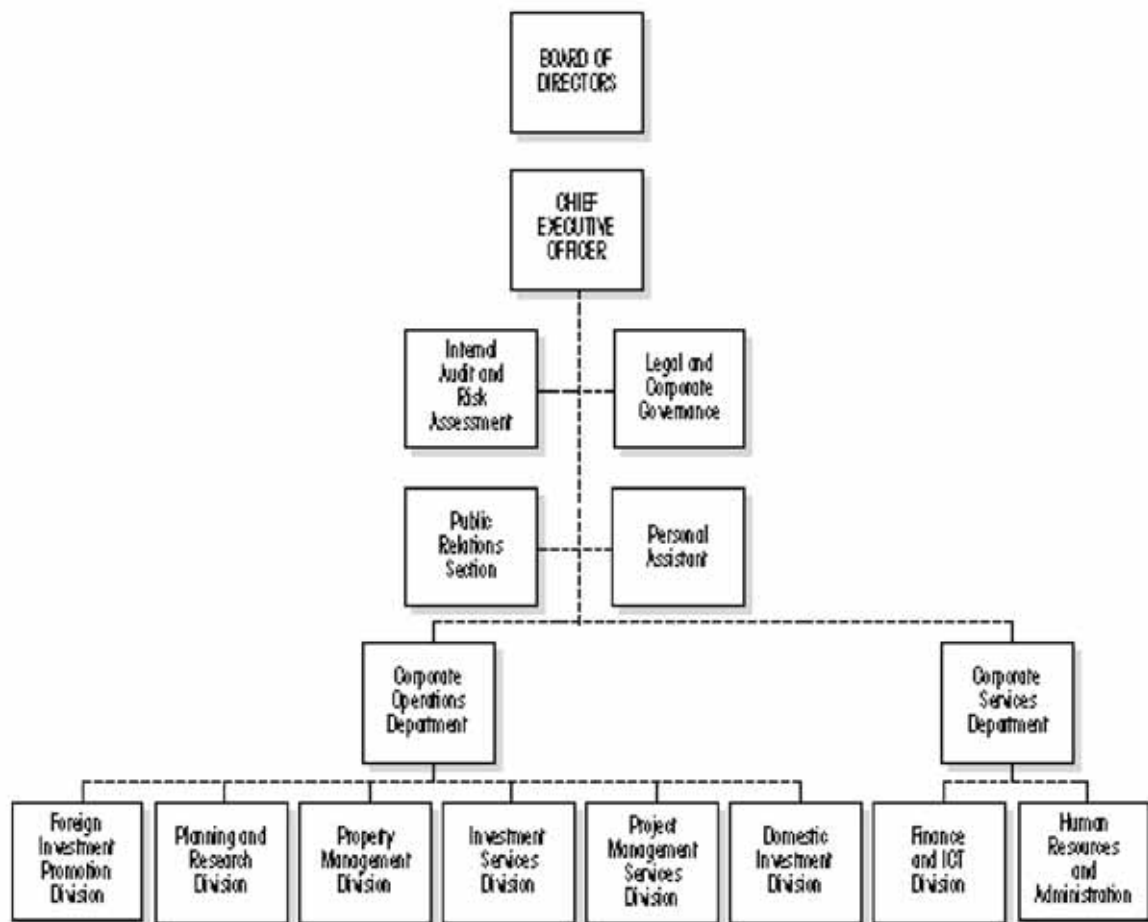 BOARD OF
DIRECTORS
CHIEF
EXECUTIVE
OFFICER
Internal
Audit and
Risk
Assessment
Legal and
Corporate
Governance
Public
Relations
Section
Personal
Assistant
Corporate
Operations
Department
Corporate
Services
Department
Foreign
Investment
Promotion
Division
Planning and
Research
Division
Property
Management
Division
Investment
Services
Division
Project
Management
Services
Division
Domestic
Investment
Division
Finance
and ICT
Division
Human
Resources
and
Administration